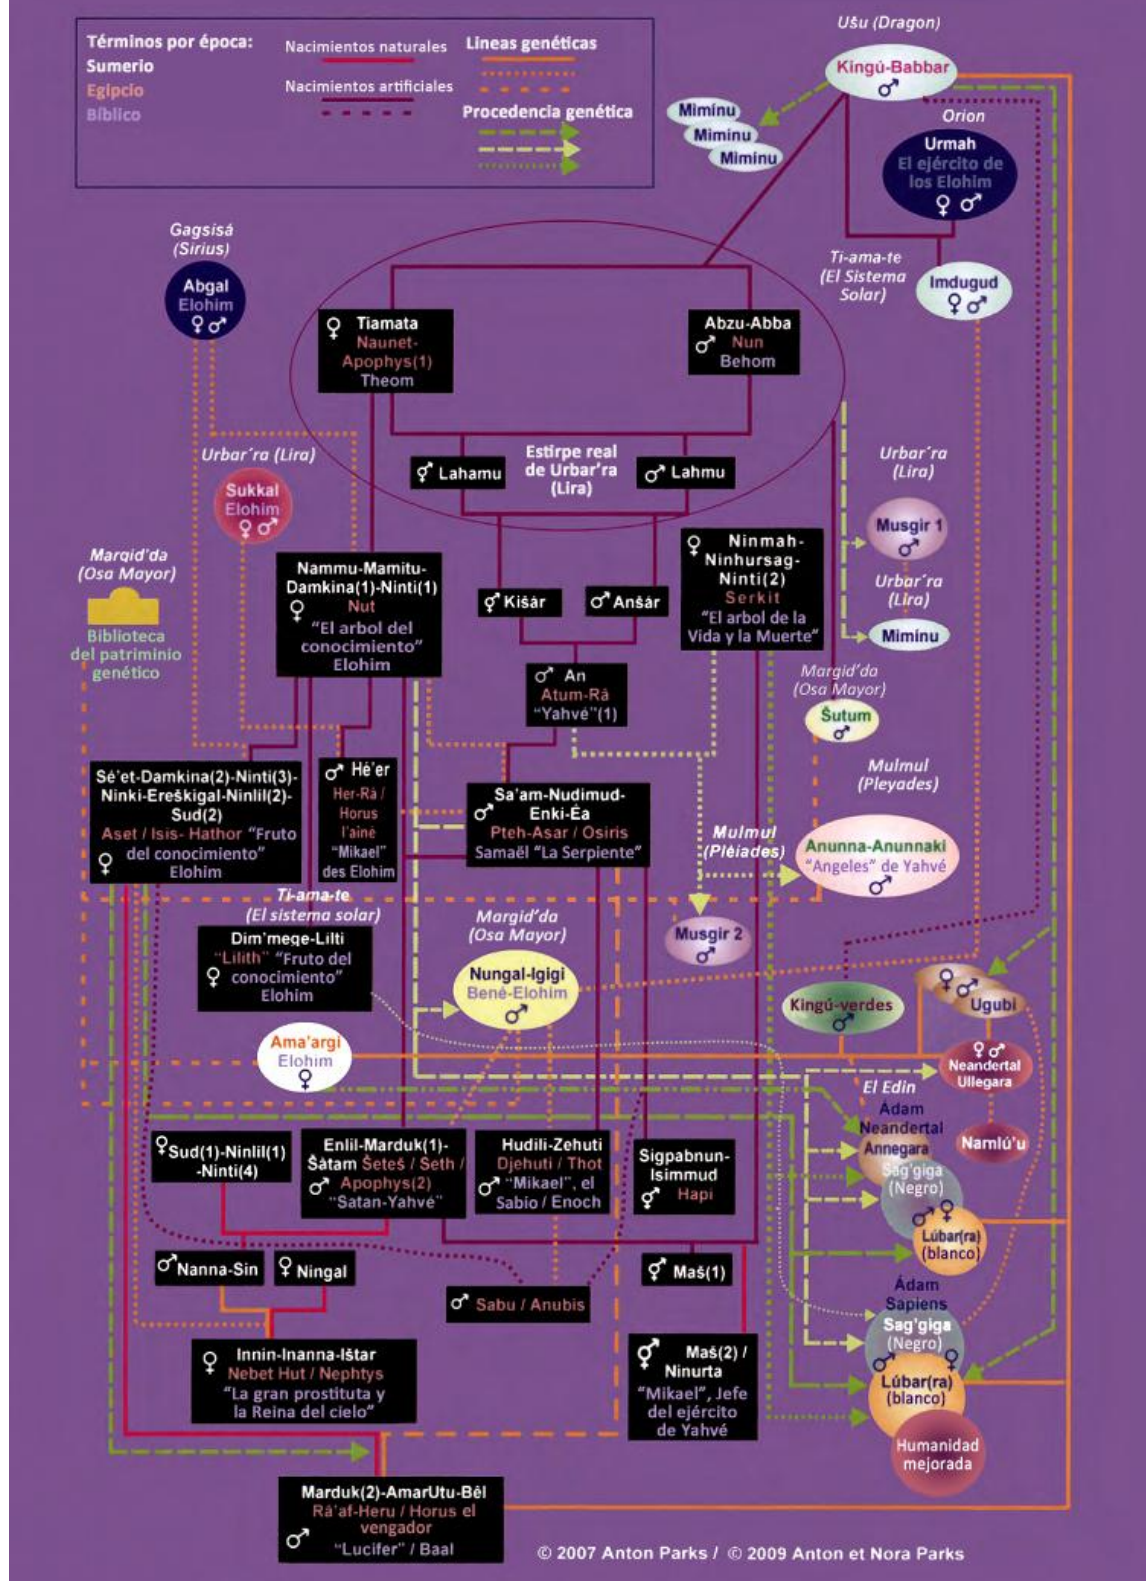 Términos por época:
Sumerio
Egipcio
Bíblico
Nacimientos naturales
Nacimientos artificiales
Lineas genéticas
Procedencia genética
Ušu (Dragon)
Kingú-Babbar
♂
Mimínu
Mimínu
Mimínu
Orion
Urmah
El ejército de
los Elohim
♀ ♂
Gagsisá
(Sirius)
Abgal
Elohim
♀ ♂
Ti-ama-te
(El Sistema
Solar)
Imdugud
♀ ♂
♀ Tiamata
Naunet-
Apophys(1)
Theom
Abzu-Abba
♂ Nun
Behom
Urbar´ra (Lira)
Sukkal
Elohim
♀ ♂
⚥ Lahamu
Estirpe real
de Urbar'ra
(Lira)
♂ Lahmu
Urbar´ra
(Lira)
Musgir 1
♂
Urbar´ra
(Lira)
Mimínu
Margid'da
(Osa Mayor)
Biblioteca
del patriminio
genético
Nammu-Mamitu-
Damkina(1)-Ninti(1)
♀ Nut
"El arbol del
conocimiento"
Elohim
⚥ Kišár
♂ Anšár
♀ Ninmah-
Ninhursag-
Ninti(2)
Serkit
"El arbol de la
Vida y la Muerte"
♂ An
Atum-Râ
"Yahvé"(1)
Margid'da
(Osa Mayor)
Šutum
♂
Sé'et-Damkina(2)-Ninti(3)-
Ninki-Ereškigal-Ninlil(2)-
Sud(2)
Aset / Isis- Hathor "Fruto
del conocimiento"
♀ Elohim
♂ Hé'er
Her-Râ /
Horus
l'aîné
"Mikael"
des Elohim
Sa'am-Nudimud-
♂ Enki-Éa
Pteh-Asar / Osiris
Samaël "La Serpiente"
Mulmul
(Pleyades)
Mulmul
(Pléiades)
Anunna-Anunnaki
"Angeles" de Yahvé
♂
Ti-ama-te
(El sistema solar)
Dim'mege-Lilti
"Lilith" "Fruto del
♀ conocimiento"
Elohim
Margid'da
(Osa Mayor)
Nungal-Igigi
Bené-Elohim
♂
Musgir 2
♂
Kingú-verdes
♂
♀ ♂
Ugubi
Ama'argi
Elohim
♀
♀ ♂
Neandertal
Ullegara
El Edin
Ádam
Neandertal
Annegara
Namlú'u
Sag'giga
(Negro)
♂ ♀
Lúbar(ra)
(blanco)
♀ Sud(1)-Ninlil(1)
-Ninti(4)
Enlil-Marduk(1)-
Šàtam Šeteš / Seth /
♂ Apophys(2)
"Satan-Yahvé"
Hudili-Zehuti
Djehuti / Thot
♂ "Mikael", el
Sabio / Enoch
Sigpabnun-
Isimmud
⚥ Hapi
♂ Nanna-Sin
♀ Ningal
⚥ Maš(1)
♂ Sabu / Anubis
Ádam
Sapiens
Sag'giga
(Negro)
♂ ♀
Lúbar(ra)
(blanco)
Humanidad
mejorada
♀ Innin-Inanna-Ištar
Nebet Hut / Nephtys
"La gran prostituta y
la Reina del cielo"
⚥ Maš(2) /
Ninurta
"Mikael", Jefe
del ejército
de Yahvé
Marduk(2)-AmarUtu-Bêl
Râ'af-Heru / Horus el
vengador
♂ "Lucifer" / Baal
© 2007 Anton Parks / © 2009 Anton et Nora Parks